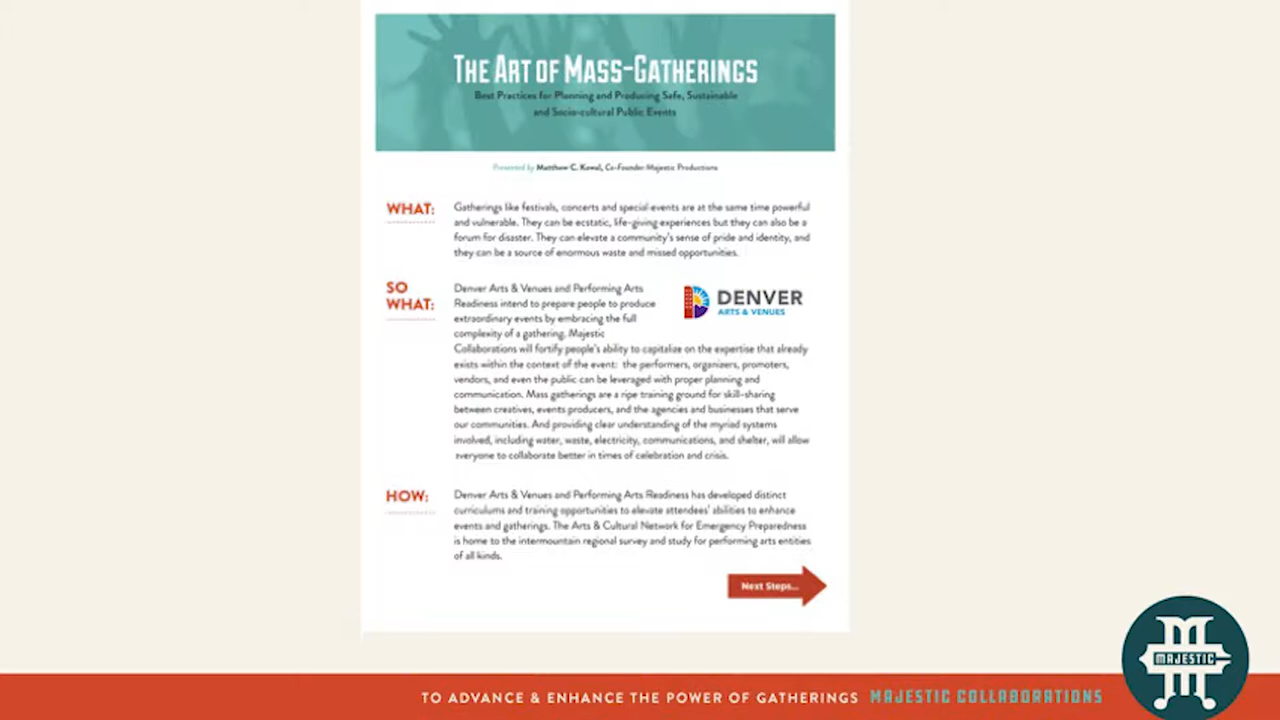 THE ART OF MASS-GATHERINGS
Best Practices for Planning and Producing Safe, Sustainable
and Socio-cultural Public Events
Presented by Matthew C. Kowal, Co-Founder Majestic Productions
WHAT:
Gatherings like festivals, concerts and special events are at the same time powerful
and vulnerable. They can be ecstatic, life-giving experiences but they can also be a
forum for disaster. They can elevate a community's sense of pride and identity, and
they can be a source of enormous waste and missed opportunities.
SO
WHAT:
Denver Arts & Venues and Performing Arts
Readiness intend to prepare people to produce
extraordinary events by embracing the full
complexity of a gathering. Majestic
Collaborations will fortify people's ability to capitalize on the expertise that already
exists within the context of the event: the performers, organizers, promoters,
vendors, and even the public can be leveraged with proper planning and
communication. Mass gatherings are a ripe training ground for skill-sharing
between creatives, events producers, and the agencies and businesses that serve
our communities. And providing clear understanding of the myriad systems
involved, including water, waste, electricity, communications, and shelter, will allow
everyone to collaborate better in times of celebration and crisis.
DENVER
ARTS & VENUES
HOW:
Denver Arts & Venues and Performing Arts Readiness has developed distinct
curriculums and training opportunities to elevate attendees' abilities to enhance
events and gatherings. The Arts & Cultural Network for Emergency Preparedness
is home to the intermountain regional survey and study for performing arts entities
of all kinds.
Next Steps...
TO ADVANCE & ENHANCE THE POWER OF GATHERINGS MAJESTIC COLLABORATIONS
M
MAJESTIC